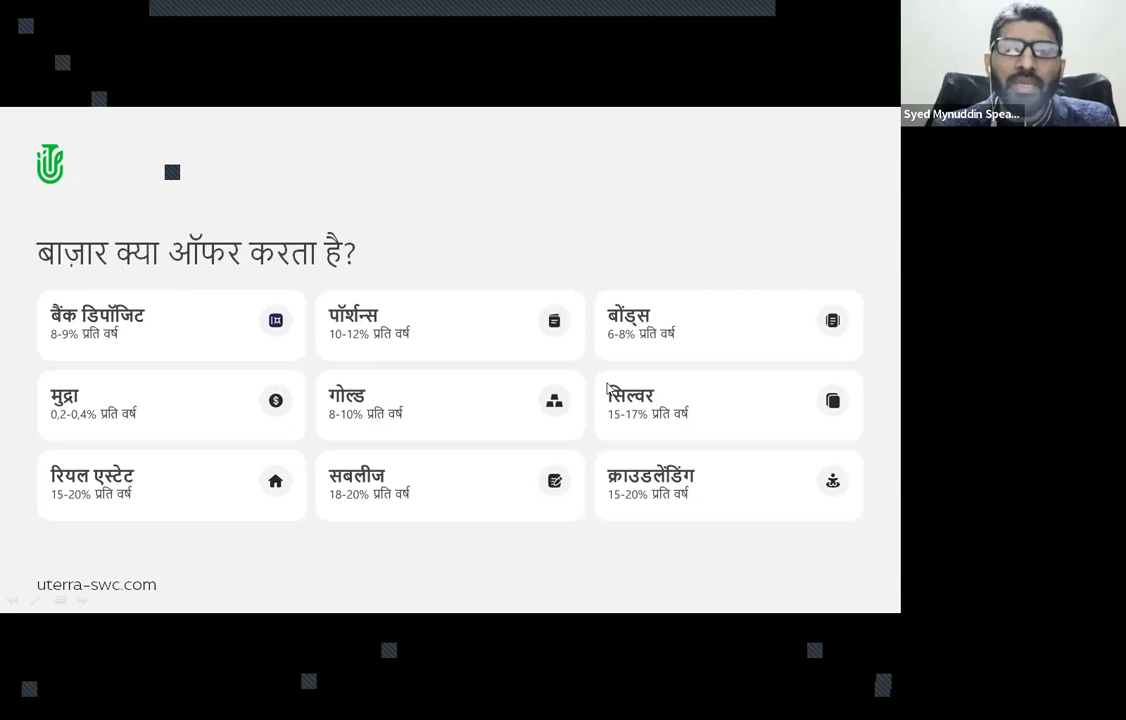 Syed Mynuddin Spea...
बाज़ार क्या ऑफर करता है?
बैंक डिपॉजिट
8-9% प्रति वर्ष
पॉर्शन्स
10-12% प्रति वर्ष
बोंड्स
6-8% प्रति वर्ष
मुद्रा
0,2-0,4% प्रति वर्ष
गोल्ड
8-10% प्रति वर्ष
सिल्वर
15-17% प्रति वर्ष
रियल एस्टेट
15-20% प्रति वर्ष
सबलीज
18-20% प्रति वर्ष
क्राउडलेंडिंग
15-20% प्रति वर्ष
uterra-swc.com